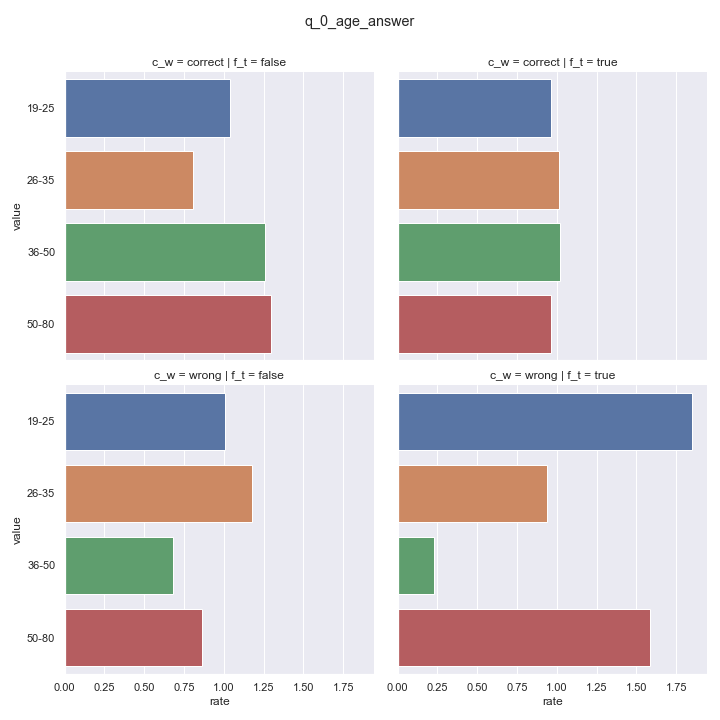 q_0_age_answer
c_w = correct | f_t = false
c_w = correct | f_t = true
19-25
26-35
36-50
50-80
value
c_w = wrong | f_t = false
c_w = wrong | f_t = true
19-25
26-35
36-50
50-80
value
0.00 0.25 0.50 0.75 1.00 1.25 1.50 1.75
0.00 0.25 0.50 0.75 1.00 1.25 1.50 1.75
rate
rate